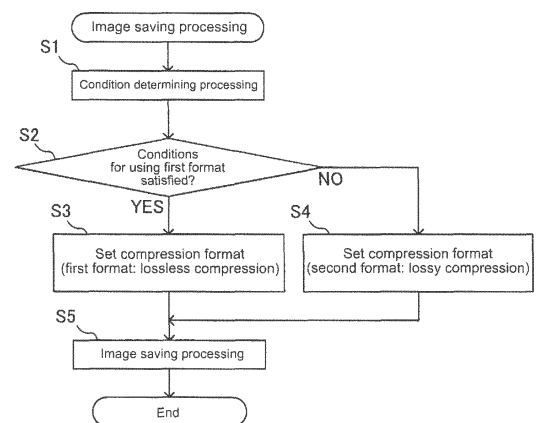 Image saving processing
S1
Condition determining processing
S2
Conditions
for using first format
satisfied?
NO
YES
S3
Set compression format
(first format: lossless compression)
S4
Set compression format
(second format: lossy compression)
S5
Image saving processing
End